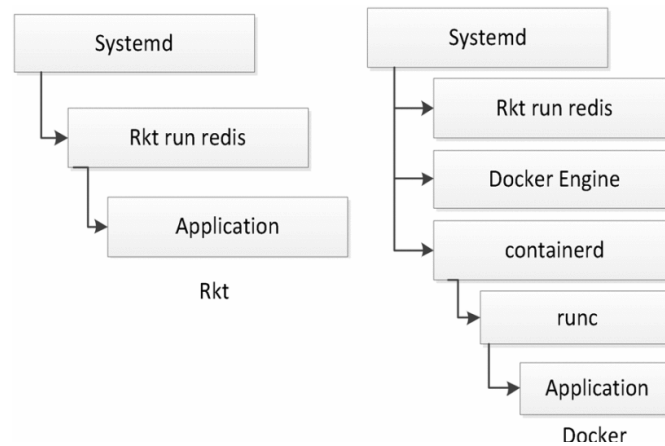 Systemd
Rkt run redis
Application
Rkt
Systemd
Rkt run redis
Docker Engine
containerd
runc
Application
Docker